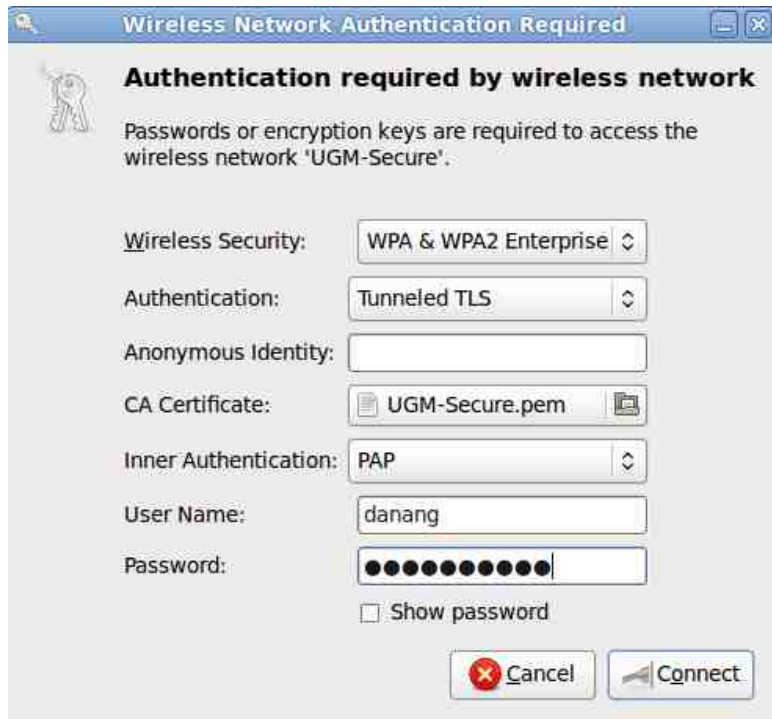 Wireless Network Authentication Required
Authentication required by wireless network
Passwords or encryption keys are required to access the
wireless network 'UGM-Secure'.
Wireless Security: WPA & WPA2 Enterprise
Authentication: Tunneled TLS
Anonymous Identity:
CA Certificate: UGM-Secure.pem
Inner Authentication: PAP
User Name: danang
Password: ●●●●●●●●●●
Show password
Cancel Connect